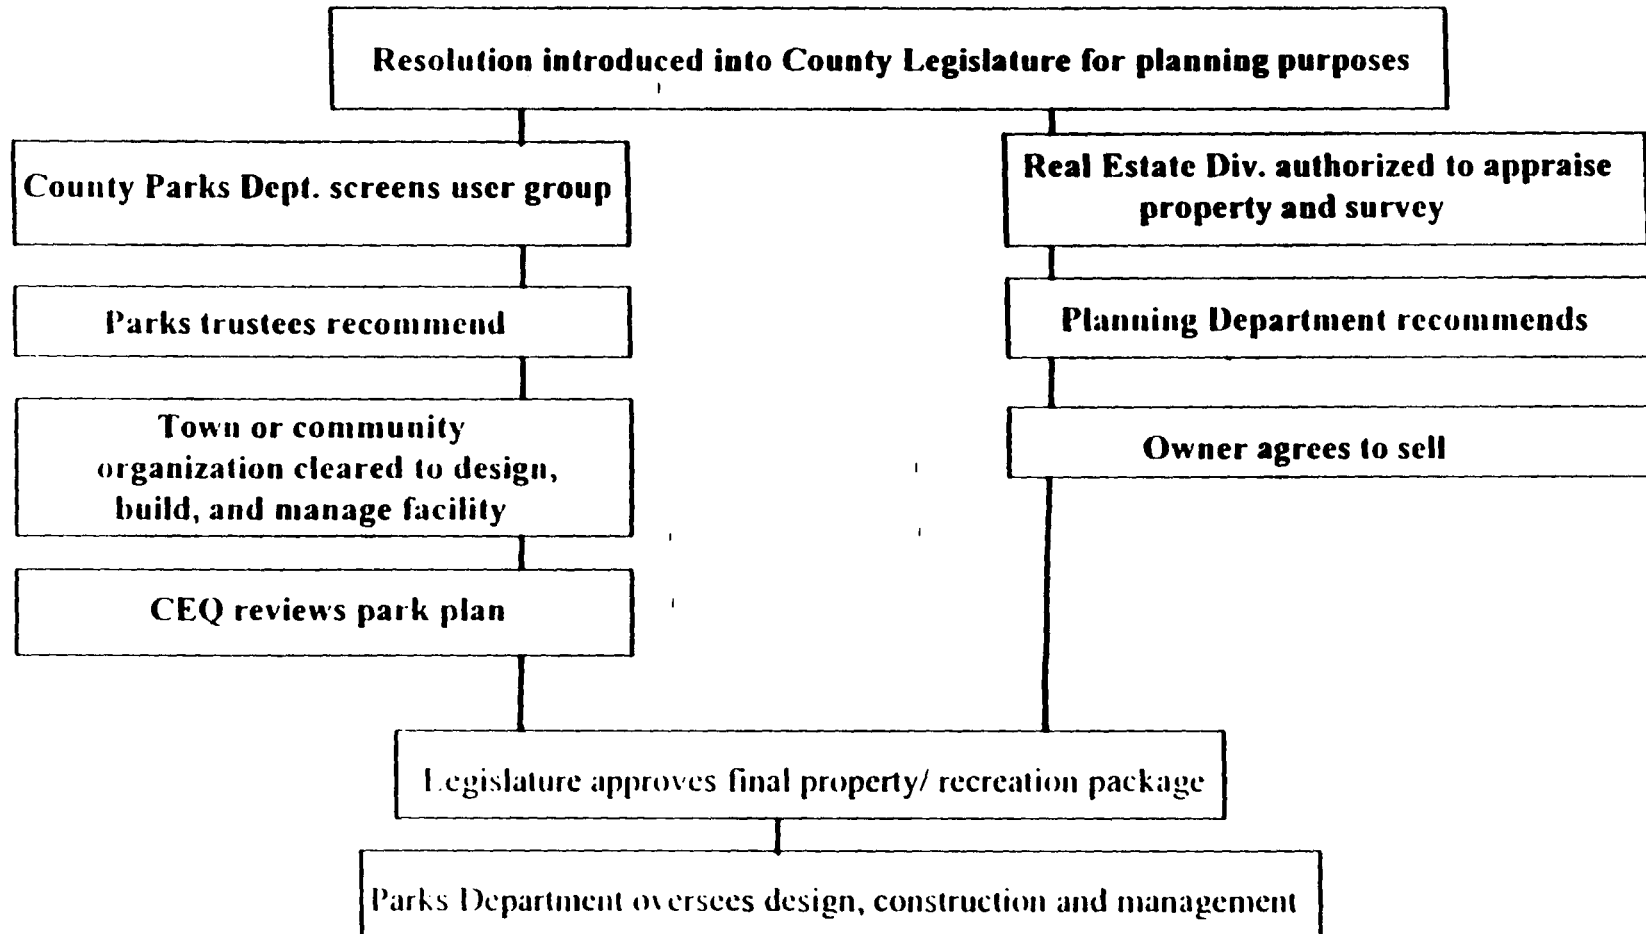 Resolution introduced into County Legislature for planning purposes
County Parks Dept. screens user group
Parks trustees recommend
Town or community
organization cleared to design,
build, and manage facility
CEQ reviews park plan
Real Estate Div. authorized to appraise
property and survey
Planning Department recommends
Owner agrees to sell
Legislature approves final property/ recreation package
Parks Department oversees design, construction and management